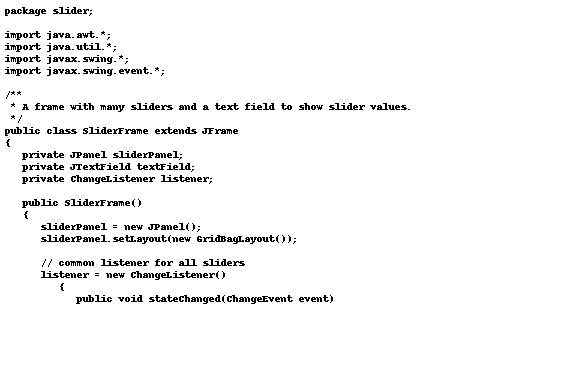 package slider;

import java.awt.*;
import java.util.*;
import javax.swing.*;
import javax.swing.event.*;

/**
 * A frame with many sliders and a text field to show slider values.
 */
public class SliderFrame extends JFrame
{
   private JPanel sliderPanel;
   private JTextField textField;
   private ChangeListener listener;

   public SliderFrame()
   {
      sliderPanel = new JPanel();
      sliderPanel.setLayout(new GridBagLayout());

      // common listener for all sliders
      listener = new ChangeListener()
         {
            public void stateChanged(ChangeEvent event)